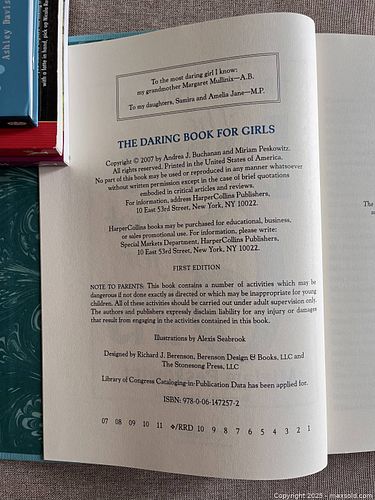 Ashley Davis
with a tote in hand, pick up Nicole
To the most daring girl I know:
my grandmother Margaret Mullinix—A.B.
To my daughters, Samira and Amelia Jane—M.P.
THE DARING BOOK FOR GIRLS
Copyright © 2007 by Andrea J. Buchanan and Miriam Peskowitz.
All rights reserved. Printed in the United States of America.
No part of this book may be used or reproduced in any manner whatsoever
without written permission except in the case of brief quotations
embodied in critical articles and reviews.
For information, address HarperCollins Publishers,
10 East 53rd Street, New York, NY 10022.
HarperCollins books may be purchased for educational, business,
or sales promotional use. For information, please write:
Special Markets Department, HarperCollins Publishers,
10 East 53rd Street, New York, NY 10022.
FIRST EDITION
NOTE TO PARENTS: This book contains a number of activities which may be
dangerous if not done exactly as directed or which may be inappropriate for young
children. All of these activities should be carried out under adult supervision only.
The authors and publishers expressly disclaim liability for any injury or damages
that result from engaging in the activities contained in this book.
Illustrations by Alexis Seabrook
Designed by Richard J. Berenson, Berenson Design & Books, LLC and
The Stonesong Press, LLC
Library of Congress Cataloging-in-Publication Data has been applied for.
ISBN: 978-0-06-147257-2
07 08 09 10 11 ❖/RRD 10 9 8 7 6 5 4 3 2 1
The
Copyright 2025 - maxsold.com